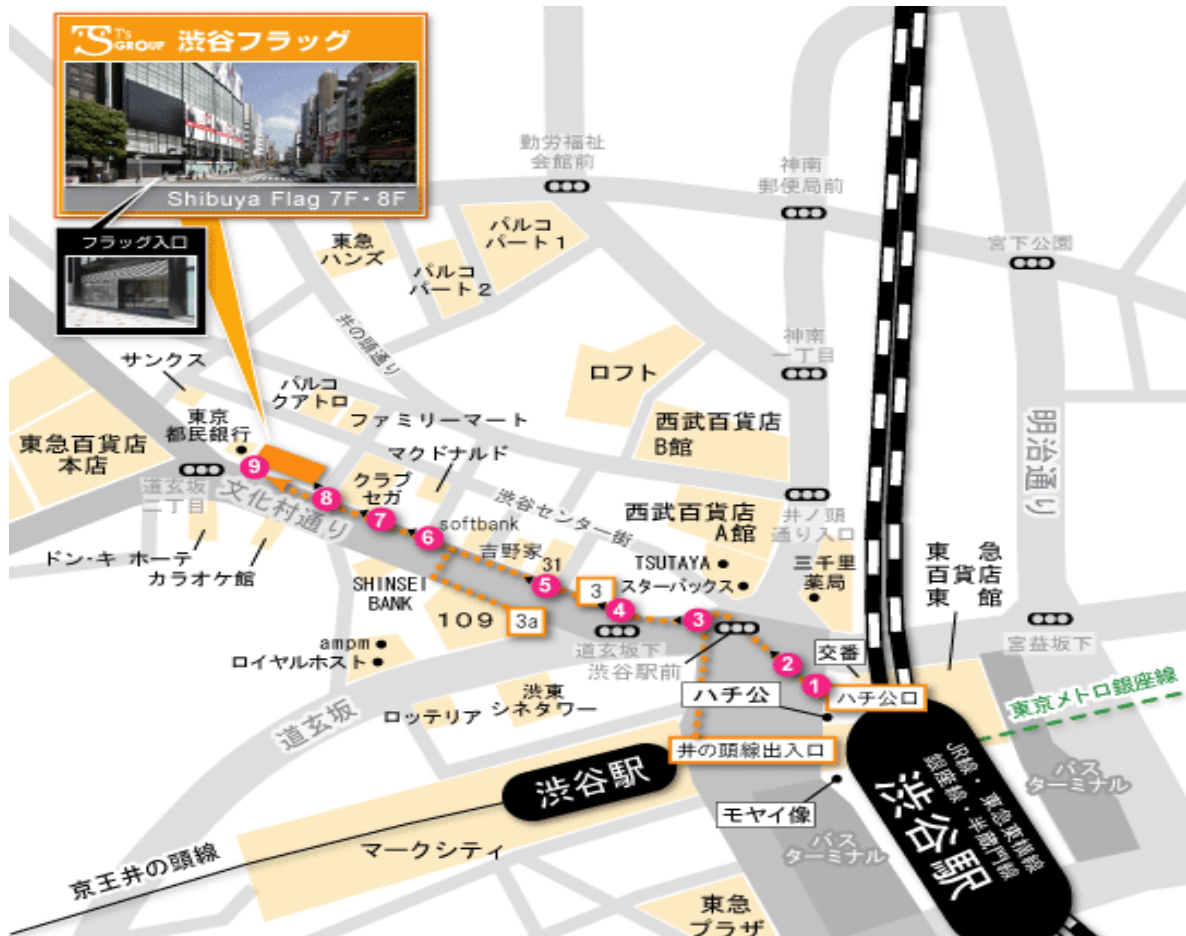 T's GROUP 渋谷フラッグ
Shibuya Flag 7F・8F
フラッグ入口
勤労福祉
会館前
神南
郵便局前
宮下公園
パルコ
パート1
東急
ハンズ
パルコ
パート2
井の頭通り
神南
一丁目
明治通り
サンクス
パルコ
クアトロ
ファミリーマート
ロフト
西武百貨店
B館
東京
都民銀行
東急百貨店
本店
マクドナルド
クラブ
セガ
渋谷センター街
道玄坂
二丁目
文化村通り
9
8
7
6
softbank
吉野家
31
西武百貨店
A館
井ノ頭
通り入口
ドン・キ ホーテ
カラオケ館
TSUTAYA
スターバックス
三千里
薬局
東急
百貨店
東館
SHINSEI
BANK
109
3a
3
5
4
3
2
1
道玄坂下
渋谷駅前
交番
ハチ公口
ハチ公
宮益坂下
ampm
ロイヤルホスト
道玄坂
ロッテリア
渋東
シネタワー
井の頭線出入口
東京メトロ銀座線
渋谷駅
モヤイ像
バス
ターミナル
バス
ターミナル
JR線・東急東横線
銀座線・半蔵門線
渋谷駅
マークシティ
京王井の頭線
東急
プラザ